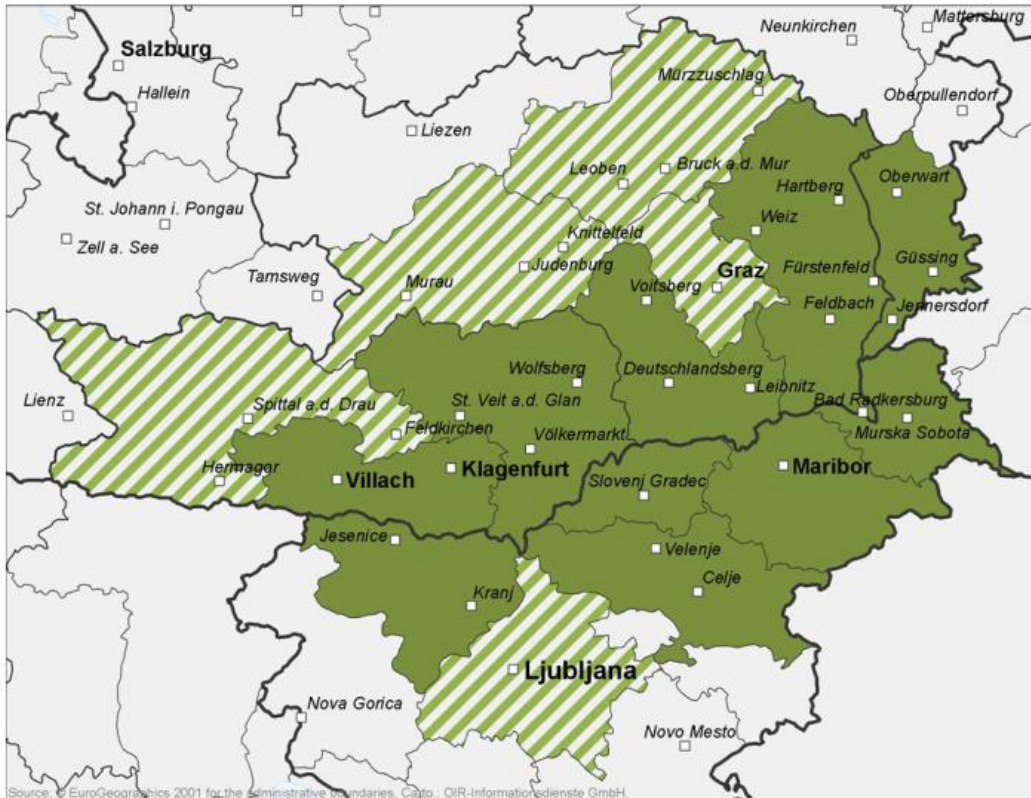 Mattersburg
Neunkirchen
Salzburg
Mürzzuschlag
Hallein
Oberpullendorf
Liezen
Bruck a.d. Mur
Leoben
Oberwart
Hartberg
St. Johann i. Pongau
Weiz
Zell a. See
Knittelfeld
Güssing
Judenburg
Graz
Fürstenfeld
Tamsweg
Murau
Voitsberg
Feldbach
Jennersdorf
Wolfsberg
Deutschlandsberg
Leibnitz
Lienz
Spittal a.d. Drau
St. Veit a.d. Glan
Bad Radkersburg
Feldkirchen
Völkermarkt
Murska Sobota
Hermagor
Villach
Klagenfurt
Maribor
Slovenj Gradec
Jesenice
Velenje
Celje
Kranj
Ljubljana
Nova Gorica
Novo Mesto
Source: © EuroGeographics 2001 for the administrative boundaries. Carto.: ÖIR-Informationsdienste GmbH.